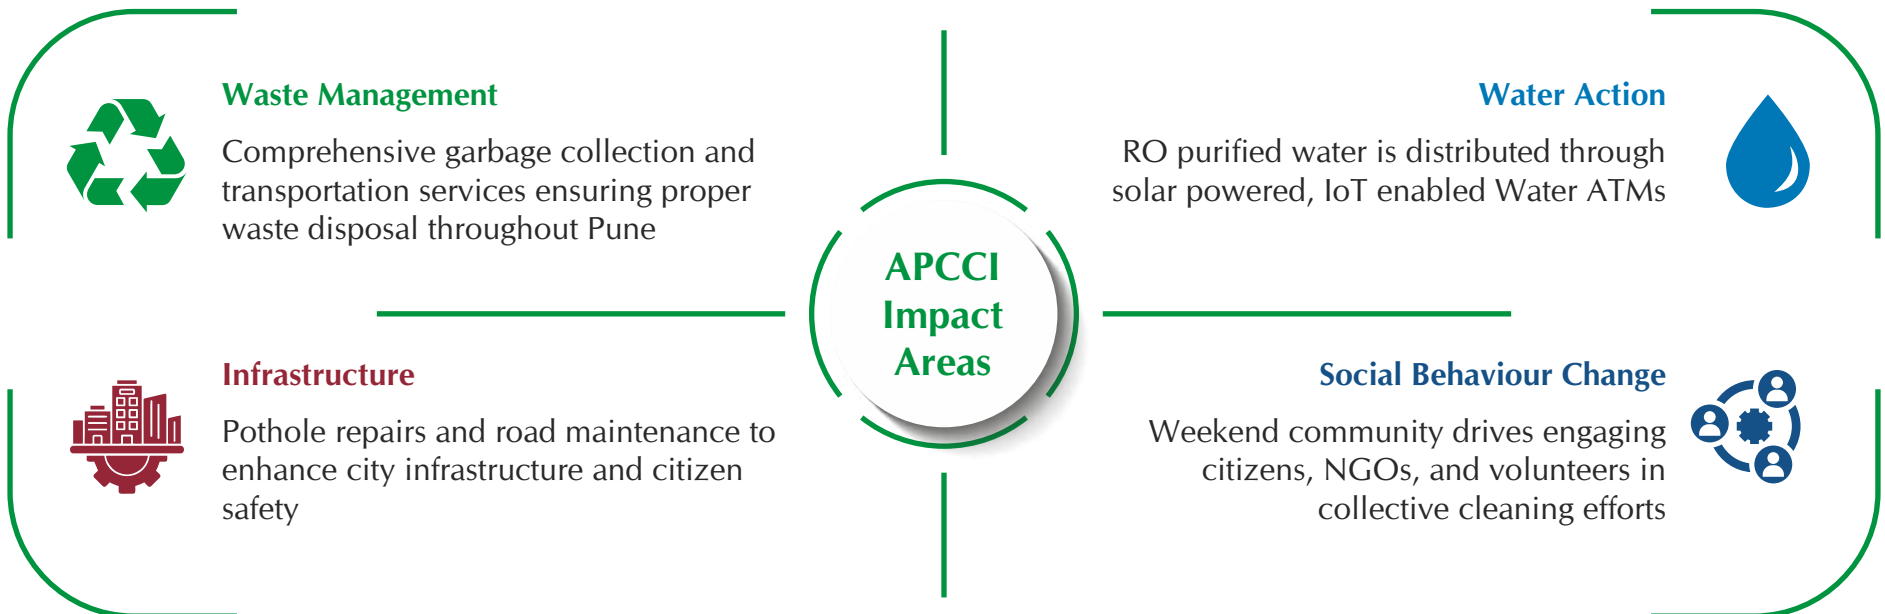 Waste Management
Comprehensive garbage collection and
transportation services ensuring proper
waste disposal throughout Pune
Water Action
RO purified water is distributed through
solar powered, IoT enabled Water ATMs
APCCI
Impact
Areas
Infrastructure
Pothole repairs and road maintenance to
enhance city infrastructure and citizen
safety
Social Behaviour Change
Weekend community drives engaging
citizens, NGOs, and volunteers in
collective cleaning efforts